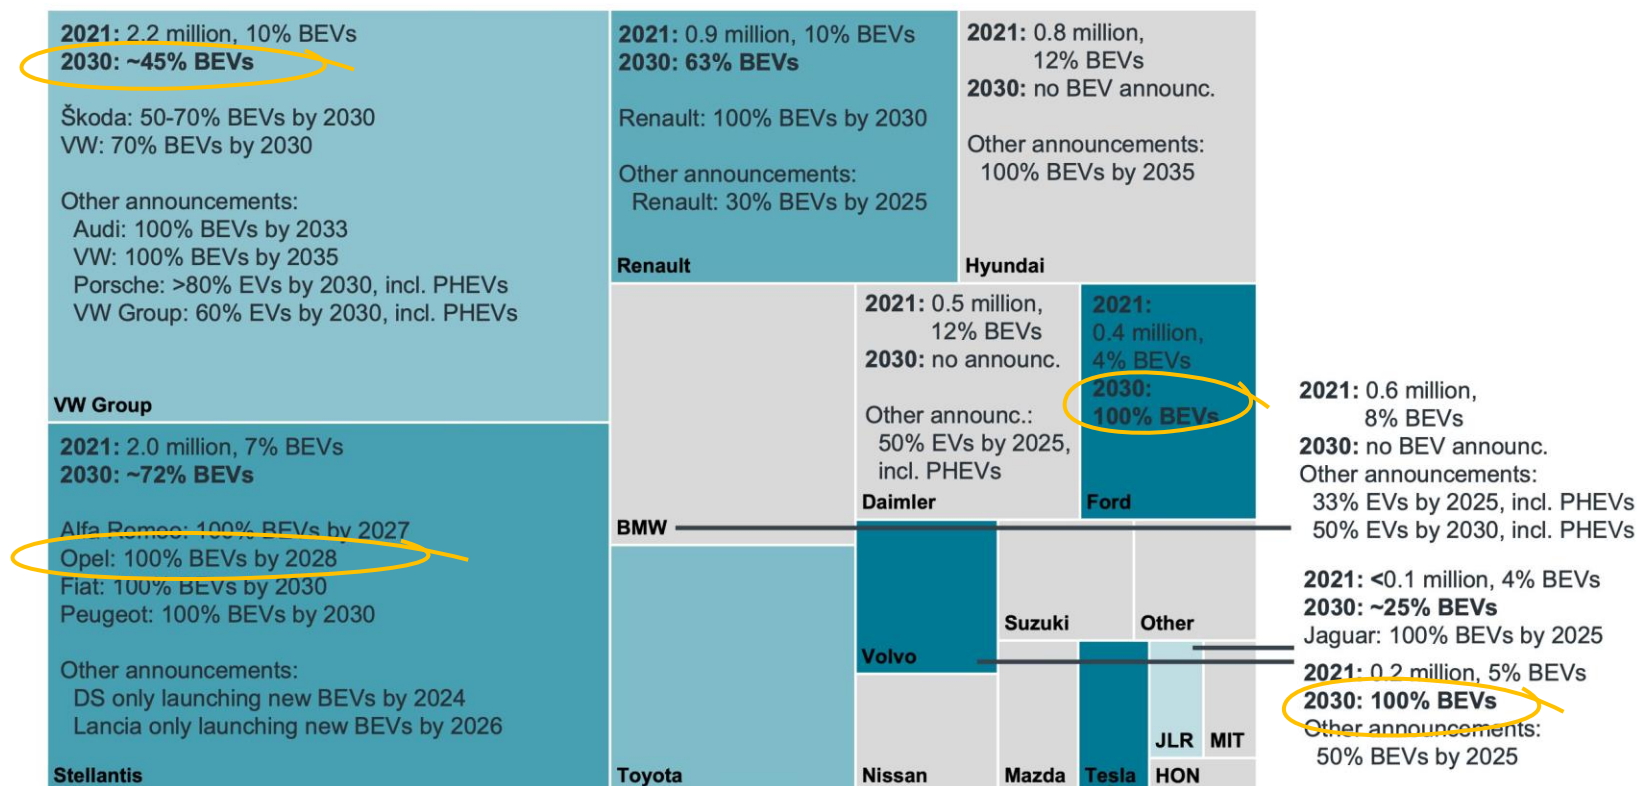 2021: 2.2 million, 10% BEVs
2030: ~45% BEVs
Škoda: 50-70% BEVs by 2030
VW: 70% BEVs by 2030
Other announcements:
Audi: 100% BEVs by 2033
VW: 100% BEVs by 2035
Porsche: >80% EVs by 2030, incl. PHEVs
VW Group: 60% EVs by 2030, incl. PHEVs
VW Group
2021: 0.9 million, 10% BEVs
2030: 63% BEVs
Renault: 100% BEVs by 2030
Other announcements:
Renault: 30% BEVs by 2025
Renault
2021: 0.8 million,
12% BEVs
2030: no BEV announc.
Other announcements:
100% BEVs by 2035
Hyundai
2021: 2.0 million, 7% BEVs
2030: ~72% BEVs
Alfa Romeo: 100% BEVs by 2027
Opel: 100% BEVs by 2028
Fiat: 100% BEVs by 2030
Peugeot: 100% BEVs by 2030
Other announcements:
DS only launching new BEVs by 2024
Lancia only launching new BEVs by 2026
Stellantis
BMW
2021: 0.5 million,
12% BEVs
2030: no announc.
Other announc.:
50% EVs by 2025,
incl. PHEVs
Daimler
2021:
0.4 million,
4% BEVs
2030:
100% BEVs
Ford
Toyota
Volvo
Suzuki
Other
Nissan
Mazda
Tesla
JLR
MIT
HON
2021: 0.6 million,
8% BEVs
2030: no BEV announc.
Other announcements:
33% EVs by 2025, incl. PHEVs
50% EVs by 2030, incl. PHEVs
2021: <0.1 million, 4% BEVs
2030: ~25% BEVs
Jaguar: 100% BEVs by 2025
2021: 0.2 million, 5% BEVs
2030: 100% BEVs
Other announcements:
50% BEVs by 2025